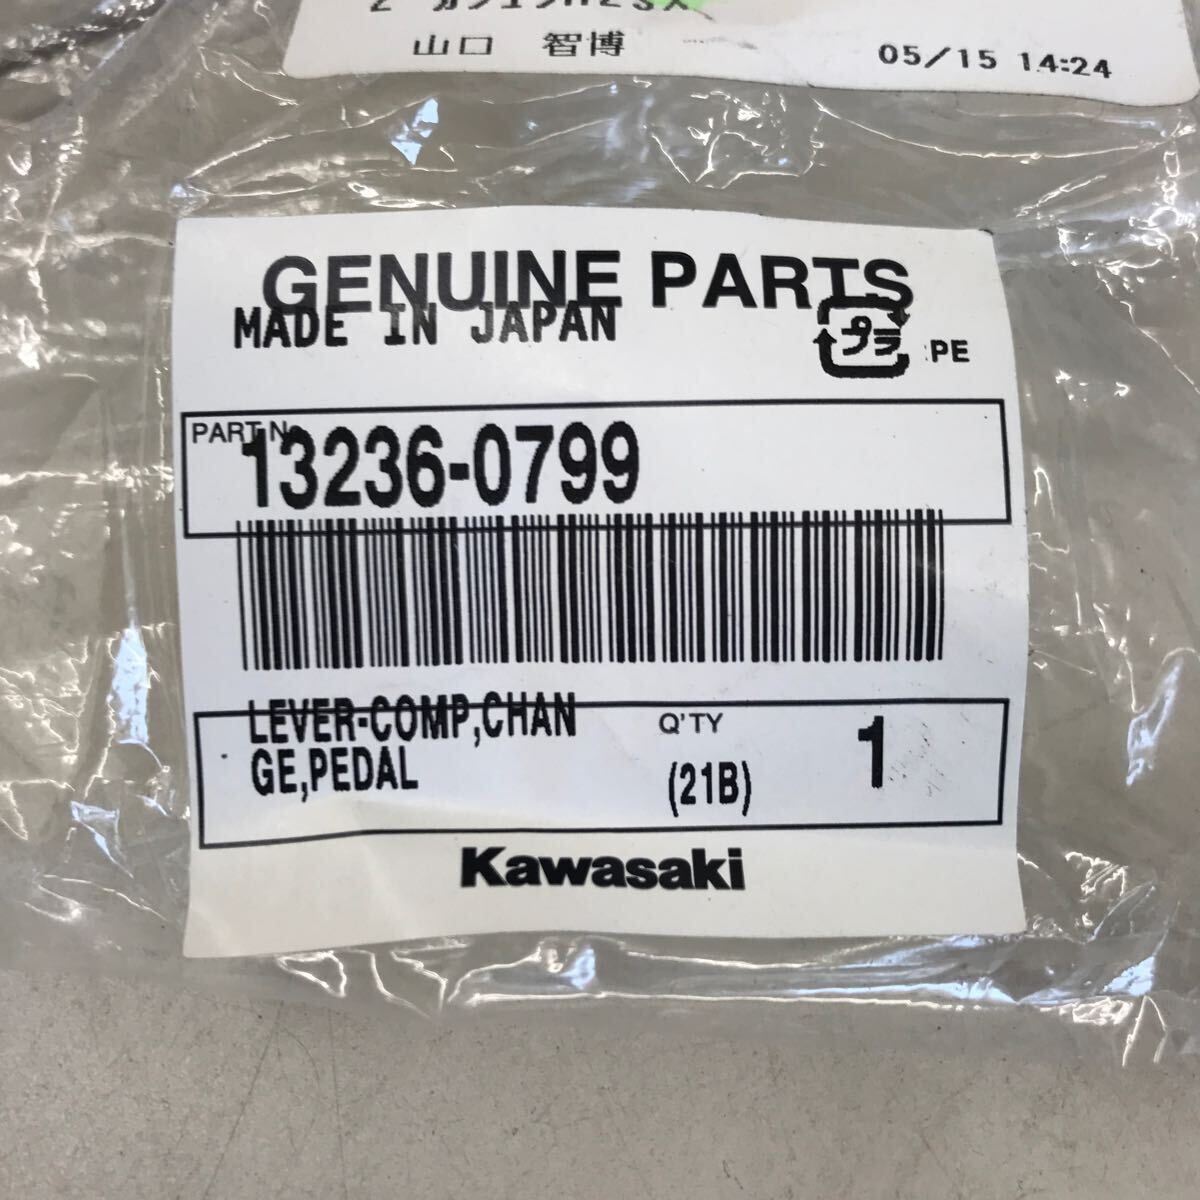 山口 智博 05/15 14:24
GENUINE PARTS
MADE IN JAPAN
プラ :PE
PART No.
13236-0799
LEVER-COMP,CHAN
GE,PEDAL
Q'TY
(21B)
1
Kawasaki